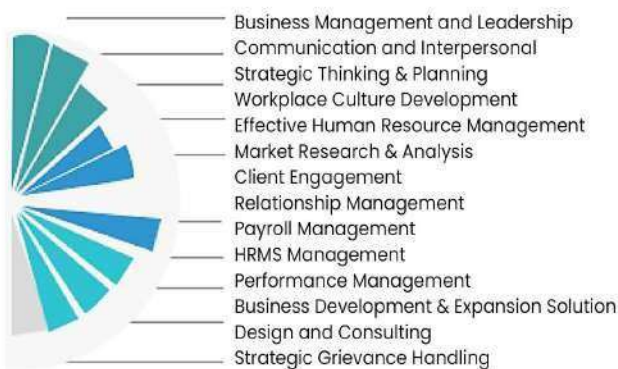 Business Management and Leadership
Communication and Interpersonal
Strategic Thinking & Planning
Workplace Culture Development
Effective Human Resource Management
Market Research & Analysis
Client Engagement
Relationship Management
Payroll Management
HRMS Management
Performance Management
Business Development & Expansion Solution
Design and Consulting
Strategic Grievance Handling